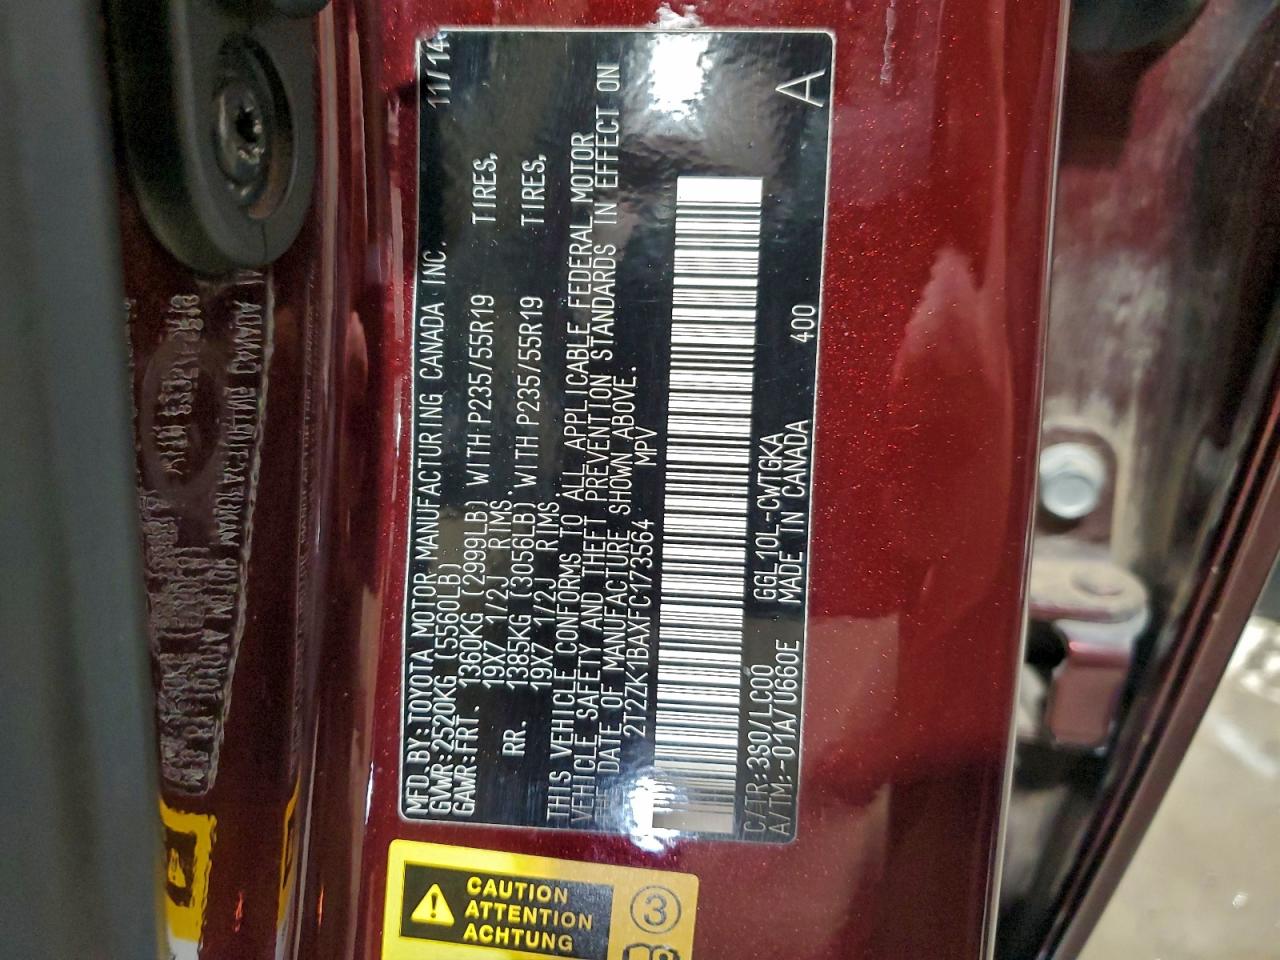 MFD.BY:TOYOTA MOTOR MANUFACTURING CANADA INC. 11/14
GVWR:2520KG (5560LB)
GAWR:FRT. 1360KG (2999LB) WITH P235/55R19 TIRES,
19X7 1/2J RIMS.
RR. 1385KG (3056LB) WITH P235/55R19 TIRES,
19X7 1/2J RIMS.
THIS VEHICLE CONFORMS TO ALL APPLICABLE FEDERAL MOTOR
VEHICLE SAFETY AND THEFT PREVENTION STANDARDS IN EFFECT ON
THE DATE OF MANUFACTURE SHOWN ABOVE.
2T2ZK1BAXFC173564 MPV
C/TR:3S0/LC00 GGL10L-CWTGKA 400 A
A/TM:-01A/U660E MADE IN CANADA
CAUTION
ATTENTION
ACHTUNG
3